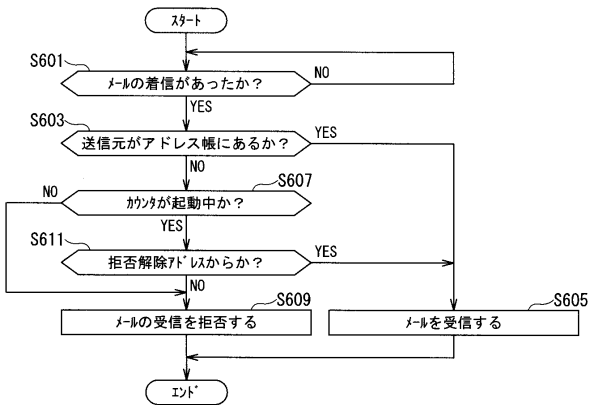 スタート
S601
メールの着信があったか？
NO
YES
S603
送信元がアドレス帳にあるか？
YES
NO
S607
NO
カウンタが起動中か？
YES
S611
拒否解除アドレスからか？
YES
NO
S609
メールの受信を拒否する
S605
メールを受信する
エンド